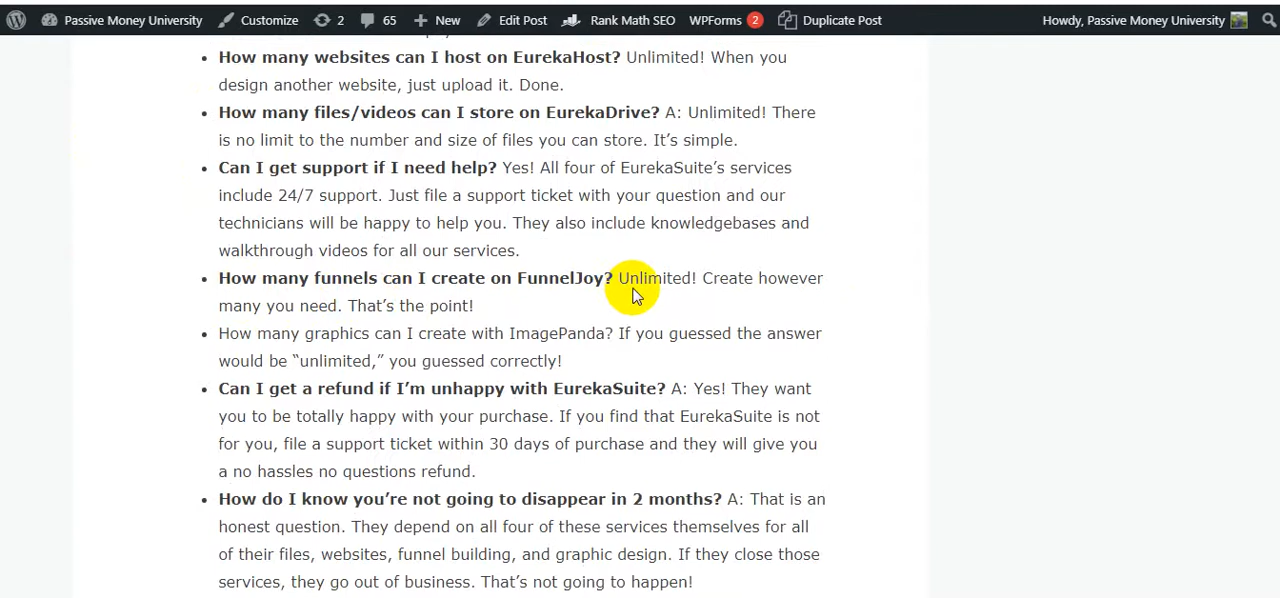 Passive Money University Customize 2 65 New Edit Post Rank Math SEO WPForms 2 Duplicate Post Howdy, Passive Money University
How many websites can I host on EurekaHost? Unlimited! When you
design another website, just upload it. Done.
How many files/videos can I store on EurekaDrive? A: Unlimited! There
is no limit to the number and size of files you can store. It’s simple.
Can I get support if I need help? Yes! All four of EurekaSuite’s services
include 24/7 support. Just file a support ticket with your question and our
technicians will be happy to help you. They also include knowledgebases and
walkthrough videos for all our services.
How many funnels can I create on FunnelJoy? Unlimited! Create however
many you need. That’s the point!
How many graphics can I create with ImagePanda? If you guessed the answer
would be “unlimited,” you guessed correctly!
Can I get a refund if I’m unhappy with EurekaSuite? A: Yes! They want
you to be totally happy with your purchase. If you find that EurekaSuite is not
for you, file a support ticket within 30 days of purchase and they will give you
a no hassles no questions refund.
How do I know you’re not going to disappear in 2 months? A: That is an
honest question. They depend on all four of these services themselves for all
of their files, websites, funnel building, and graphic design. If they close those
services, they go out of business. That’s not going to happen!